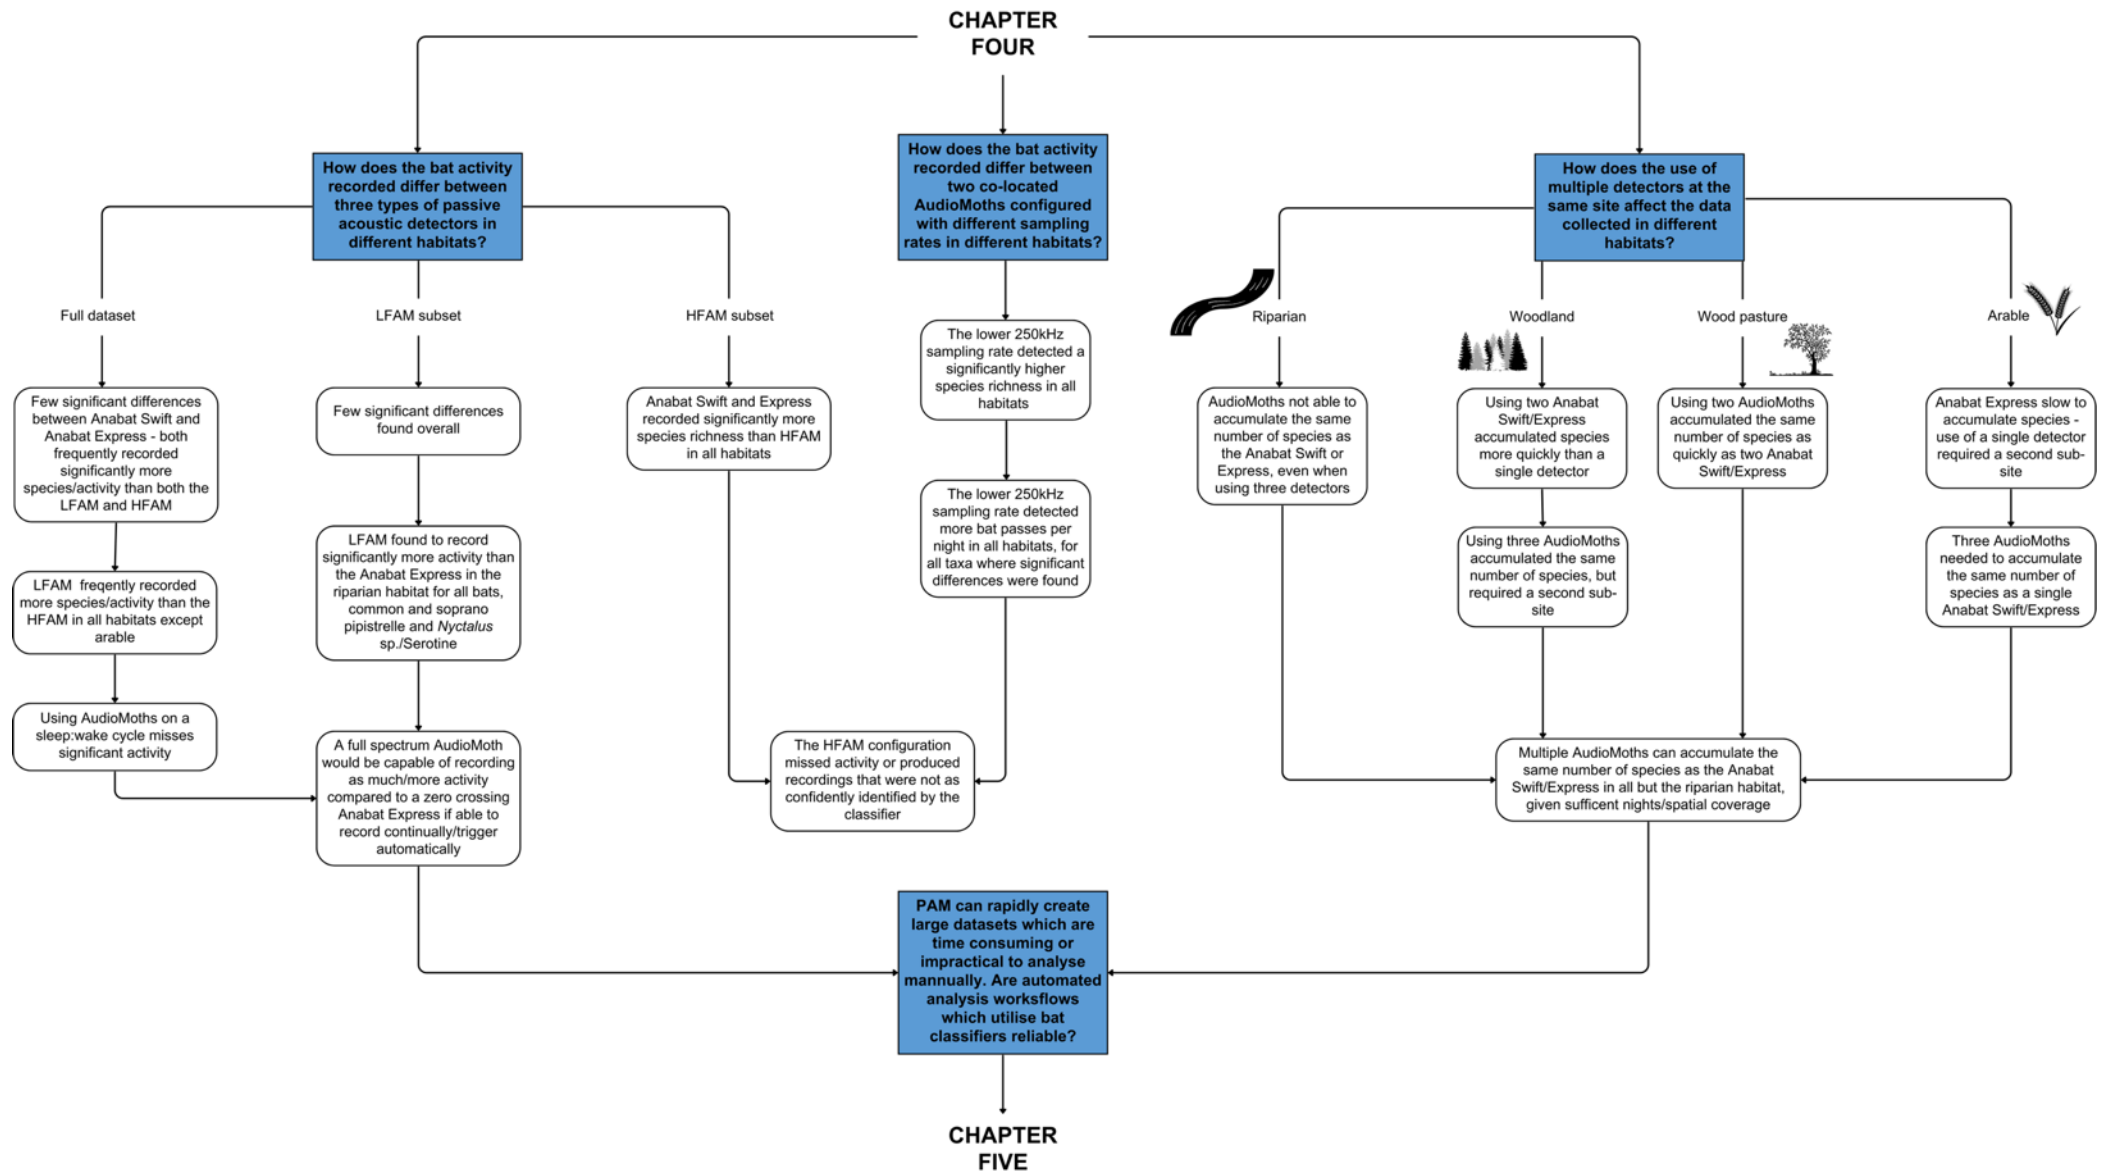 CHAPTER
FOUR
How does the bat activity
recorded differ between
three types of passive
acoustic detectors in
different habitats?
Full dataset
Few significant differences
between Anabat Swift and
Anabat Express - both
frequently recorded
significantly more
species/activity than both the
LFAM and HFAM
LFAM freqently recorded
more species/activity than the
HFAM in all habitats except
arable
Using AudioMoths on a
sleep:wake cycle misses
significant activity
LFAM subset
Few significant differences
found overall
LFAM found to record
significantly more activity than
the Anabat Express in the
riparian habitat for all bats,
common and soprano
pipistrelle and Nyctalus
sp./Serotine
A full spectrum AudioMoth
would be capable of recording
as much/more activity
compared to a zero crossing
Anabat Express if able to
record continually/trigger
automatically
HFAM subset
Anabat Swift and Express
recorded significantly more
species richness than HFAM
in all habitats
How does the bat activity
recorded differ between
two co-located
AudioMoths configured
with different sampling
rates in different habitats?
The lower 250kHz
sampling rate detected a
significantly higher
species richness in all
habitats
The lower 250kHz
sampling rate detected
more bat passes per
night in all habitats, for
all taxa where significant
differences were found
The HFAM configuration
missed activity or produced
recordings that were not as
confidently identified by the
classifier
How does the use of
multiple detectors at the
same site affect the data
collected in different
habitats?
Riparian
AudioMoths not able to
accumulate the same
number of species as
the Anabat Swift or
Express, even when
using three detectors
Woodland
Using two Anabat
Swift/Express
accumulated species
more quickly than a
single detector
Using three AudioMoths
accumulated the same
number of species, but
required a second sub-
site
Wood pasture
Using two AudioMoths
accumulated the same
number of species as
quickly as two Anabat
Swift/Express
Arable
Anabat Express slow to
accumulate species -
use of a single detector
required a second sub-
site
Three AudioMoths
needed to accumulate
the same number of
species as a single
Anabat Swift/Express
Multiple AudioMoths can accumulate the
same number of species as the Anabat
Swift/Express in all but the riparian habitat,
given sufficent nights/spatial coverage
PAM can rapidly create
large datasets which are
time consuming or
impractical to analyse
mannually. Are automated
analysis worksflows
which utilise bat
classifiers reliable?
CHAPTER
FIVE